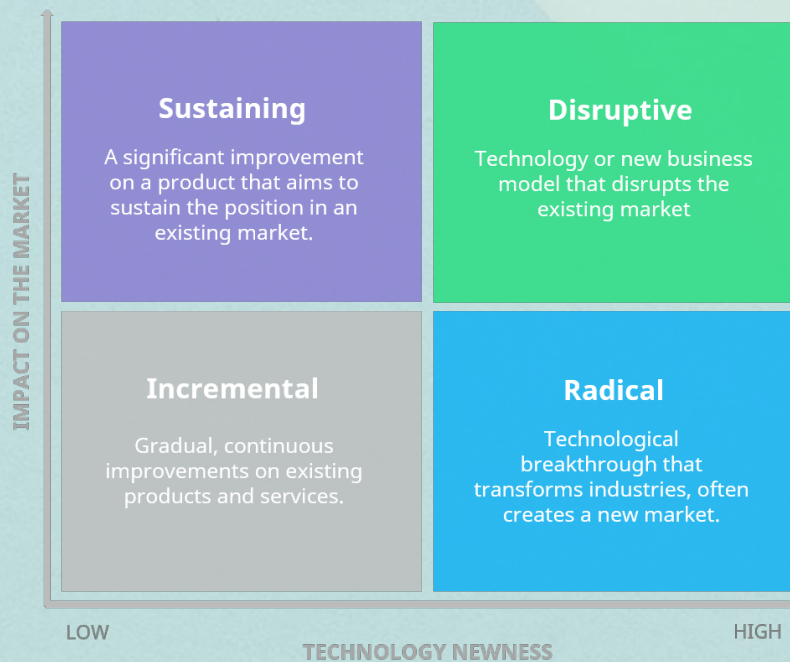 IMPACT ON THE MARKET
Sustaining
A significant improvement
on a product that aims to
sustain the position in an
existing market.
Disruptive
Technology or new business
model that disrupts the
existing market
Incremental
Gradual, continuous
improvements on existing
products and services.
Radical
Technological
breakthrough that
transforms industries, often
creates a new market.
LOW
HIGH
TECHNOLOGY NEWNESS